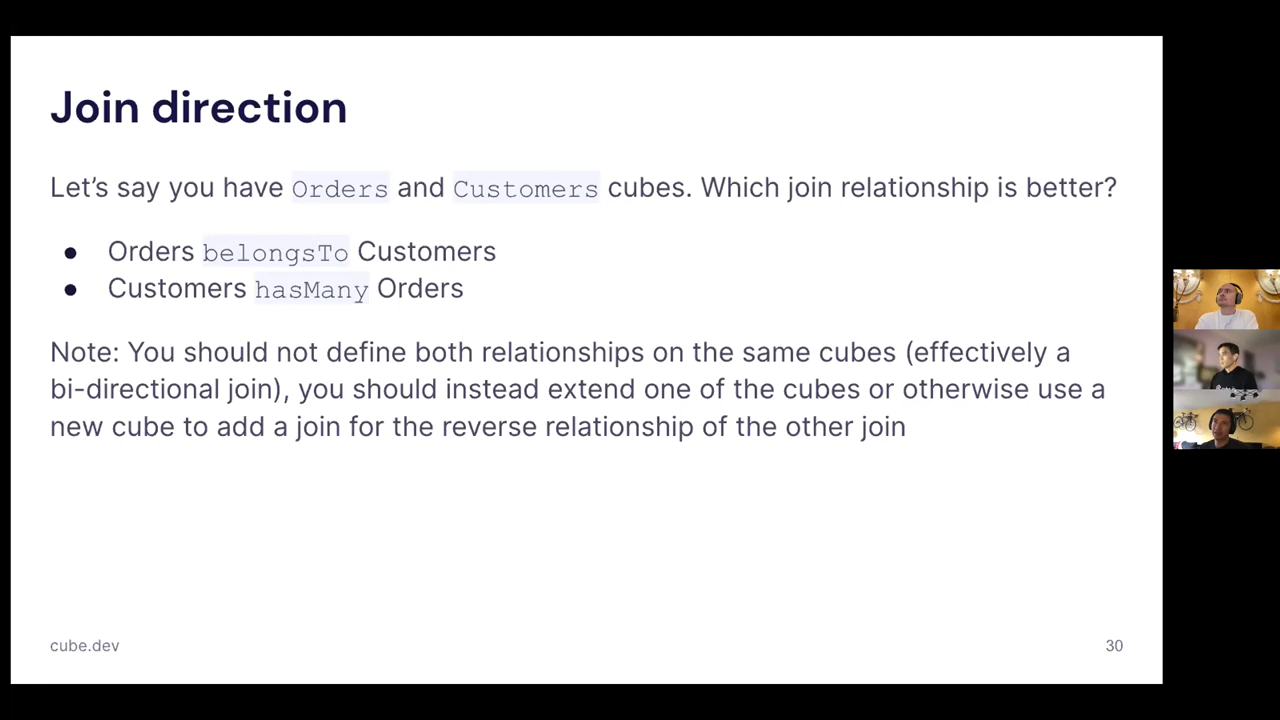 Join direction
Let’s say you have Orders and Customers cubes. Which join relationship is better?
● Orders belongsTo Customers
● Customers hasMany Orders
Note: You should not define both relationships on the same cubes (effectively a
bi-directional join), you should instead extend one of the cubes or otherwise use a
new cube to add a join for the reverse relationship of the other join
cube.dev
30